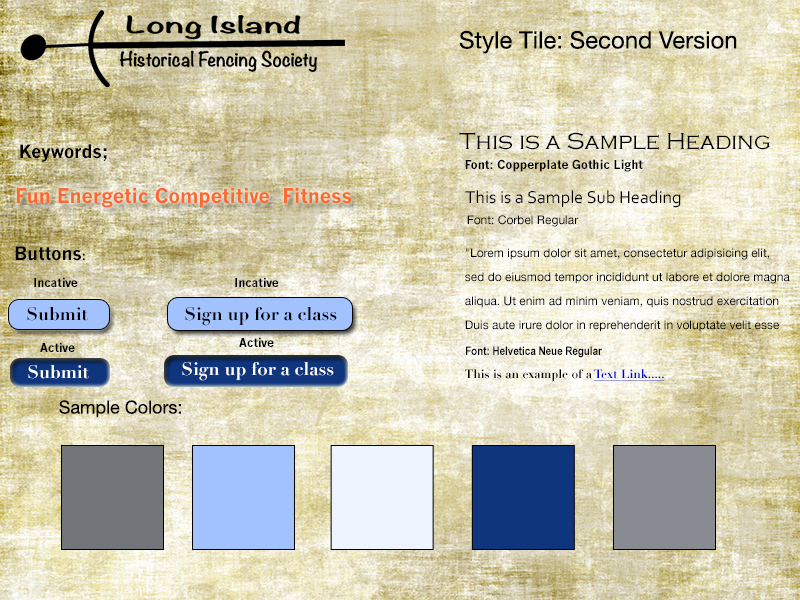 Long Island
Historical Fencing Society
Style Tile: Second Version
Keywords;
Fun Energetic Competitive Fitness
Buttons:
Incative
Incative
Submit
Sign up for a class
Active
Active
Submit
Sign up for a class
THIS IS A SAMPLE HEADING
Font: Copperplate Gothic Light
This is a Sample Sub Heading
Font: Corbel Regular
"Lorem ipsum dolor sit amet, consectetur adipisicing elit,
sed do eiusmod tempor incididunt ut labore et dolore magna
aliqua. Ut enim ad minim veniam, quis nostrud exercitation
Duis aute irure dolor in reprehenderit in voluptate velit esse
Font: Helvetica Neue Regular
This is an example of a Text Link.....
Sample Colors: